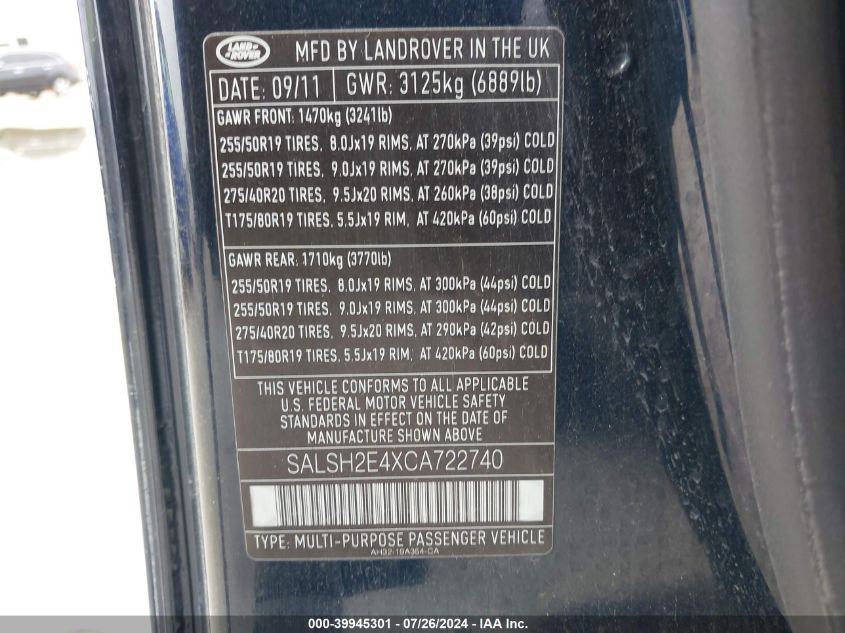 LAND ROVER
MFD BY LANDROVER IN THE UK
DATE: 09/11 GWR: 3125kg (6889lb)
GAWR FRONT: 1470kg (3241lb)
255/50R19 TIRES, 8.0Jx19 RIMS, AT 270kPa (39psi) COLD
255/50R19 TIRES, 9.0Jx19 RIMS, AT 270kPa (39psi) COLD
275/40R20 TIRES, 9.5Jx20 RIMS, AT 260kPa (38psi) COLD
T175/80R19 TIRES, 5.5Jx19 RIM, AT 420kPa (60psi) COLD
GAWR REAR: 1710kg (3770lb)
255/50R19 TIRES, 8.0Jx19 RIMS, AT 300kPa (44psi) COLD
255/50R19 TIRES, 9.0Jx19 RIMS, AT 300kPa (44psi) COLD
275/40R20 TIRES, 9.5Jx20 RIMS, AT 290kPa (42psi) COLD
T175/80R19 TIRES, 5.5Jx19 RIM, AT 420kPa (60psi) COLD
THIS VEHICLE CONFORMS TO ALL APPLICABLE
U.S. FEDERAL MOTOR VEHICLE SAFETY
STANDARDS IN EFFECT ON THE DATE OF
MANUFACTURE SHOWN ABOVE
SALSH2E4XCA722740
TYPE: MULTI-PURPOSE PASSENGER VEHICLE
AH32-19A364-CA
000-39945301 / 07/26/2024 / IAAI.com